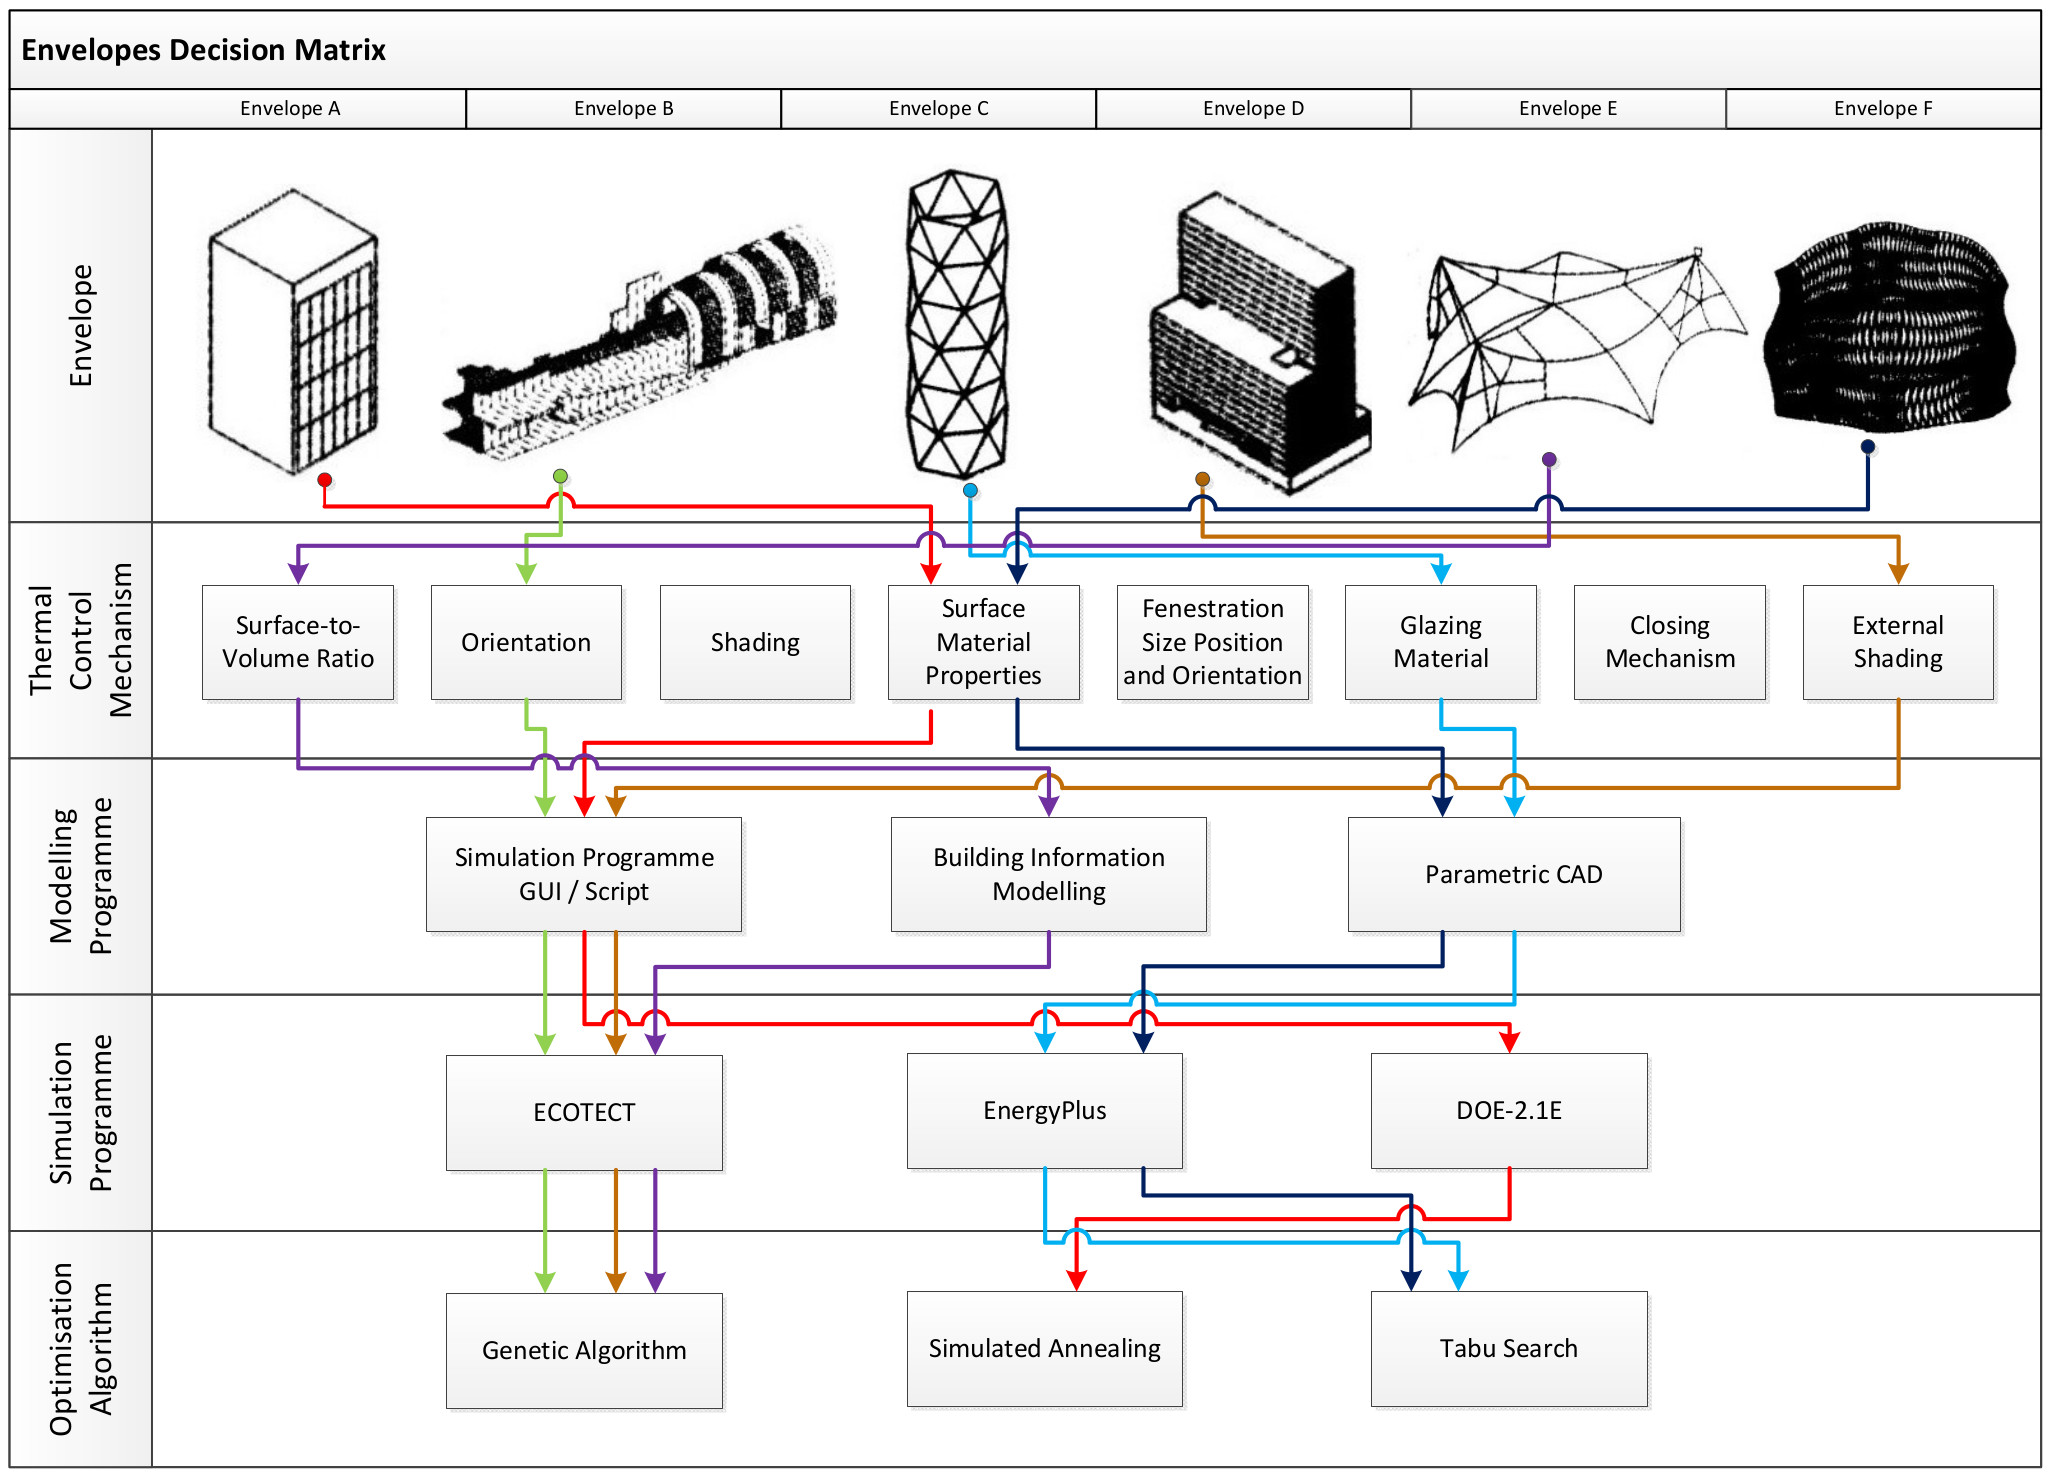 Envelopes Decision Matrix
Envelope A
Envelope B
Envelope C
Envelope D
Envelope E
Envelope F
Envelope
Thermal
Control
Mechanism
Surface-to-
Volume Ratio
Orientation
Shading
Surface
Material
Properties
Fenestration
Size Position
and Orientation
Glazing
Material
Closing
Mechanism
External
Shading
Modelling
Programme
Simulation Programme
GUI / Script
Building Information
Modelling
Parametric CAD
Simulation
Programme
ECOTECT
EnergyPlus
DOE-2.1E
Optimisation
Algorithm
Genetic Algorithm
Simulated Annealing
Tabu Search